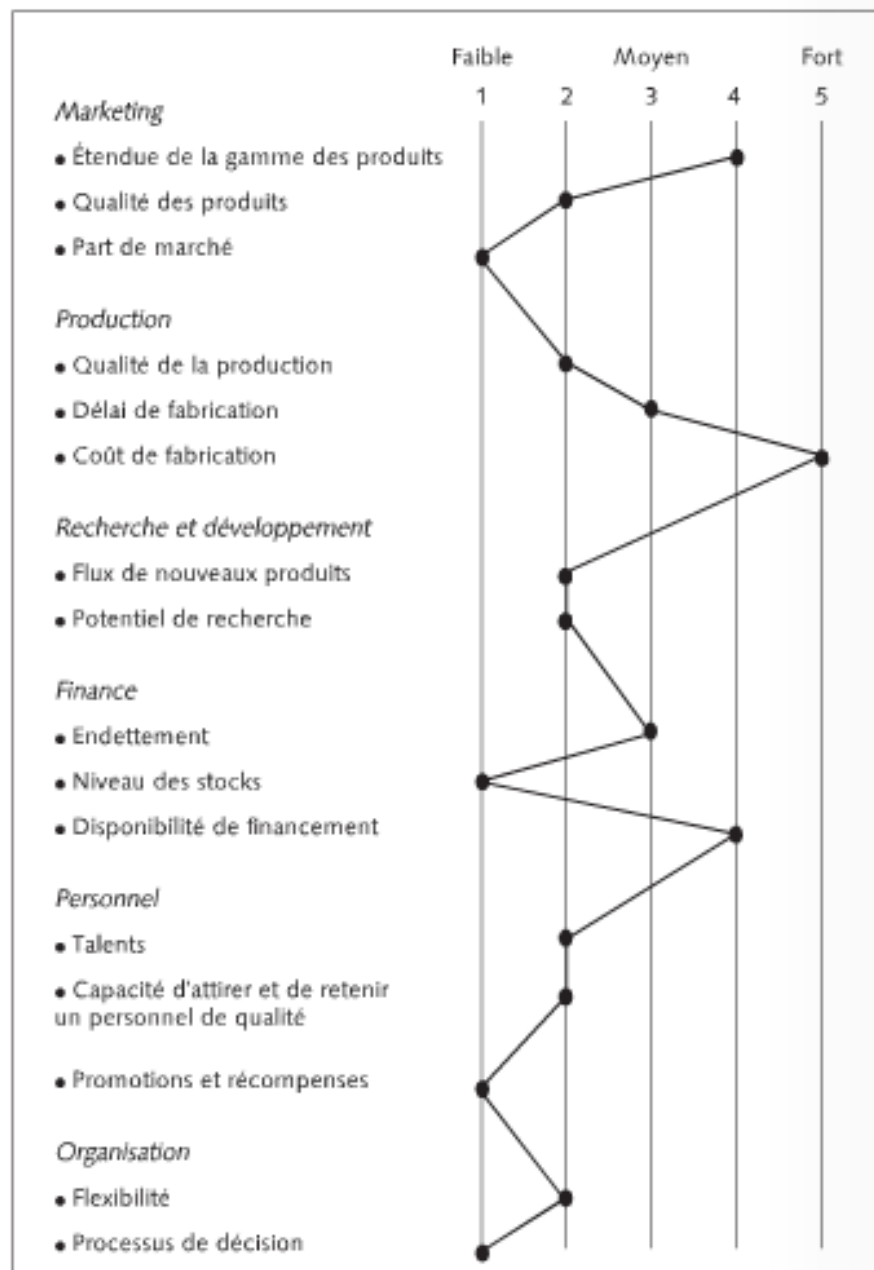 Faible Moyen Fort
1 2 3 4 5
Marketing
• Étendue de la gamme des produits
• Qualité des produits
• Part de marché
Production
• Qualité de la production
• Délai de fabrication
• Coût de fabrication
Recherche et développement
• Flux de nouveaux produits
• Potentiel de recherche
Finance
• Endettement
• Niveau des stocks
• Disponibilité de financement
Personnel
• Talents
• Capacité d'attirer et de retenir
un personnel de qualité
• Promotions et récompenses
Organisation
• Flexibilité
• Processus de décision